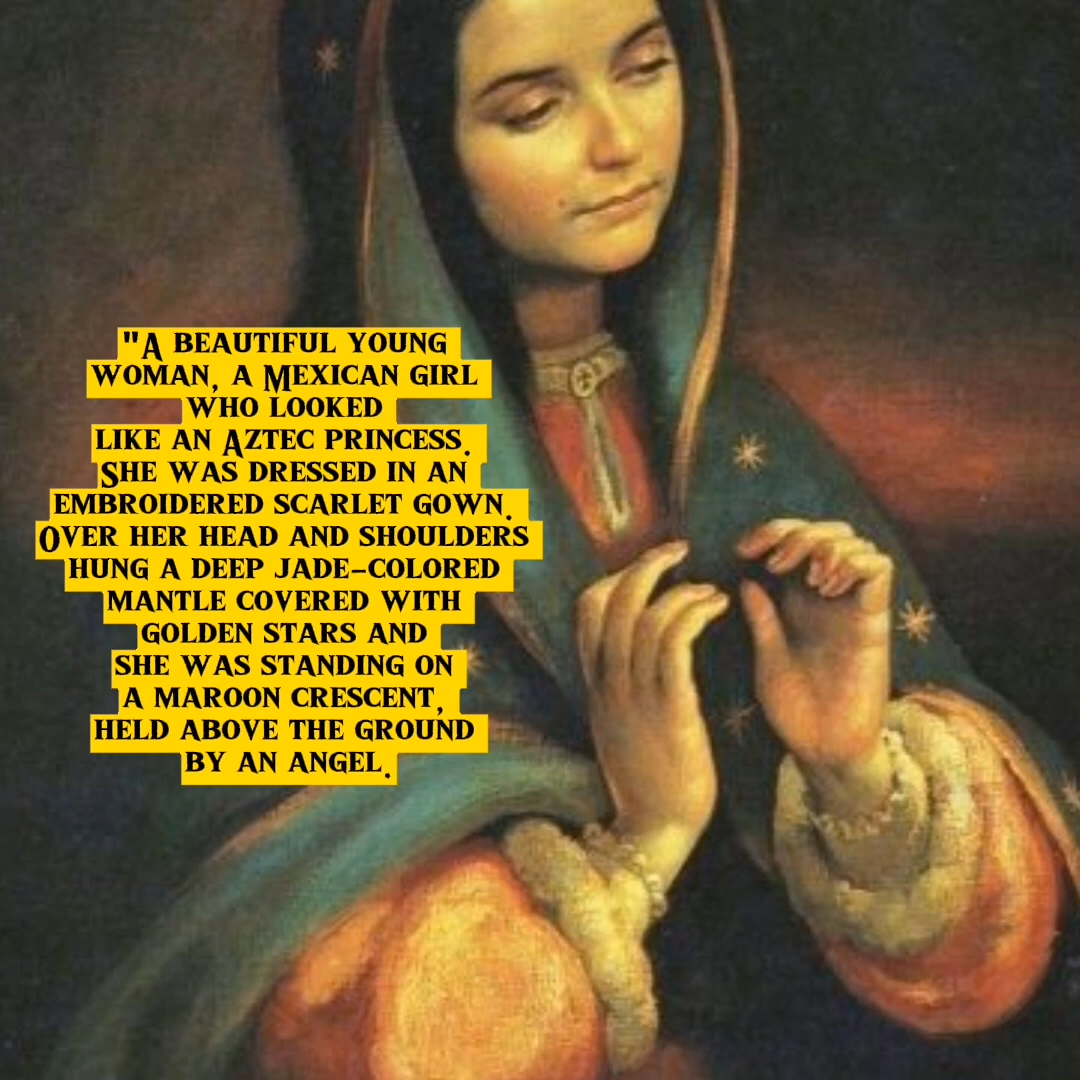 "A beautiful young
woman, a Mexican girl
who looked
like an Aztec princess.
She was dressed in an
embroidered scarlet gown.
Over her head and shoulders
hung a deep jade-colored
mantle covered with
golden stars and
she was standing on
a maroon crescent,
held above the ground
by an angel.